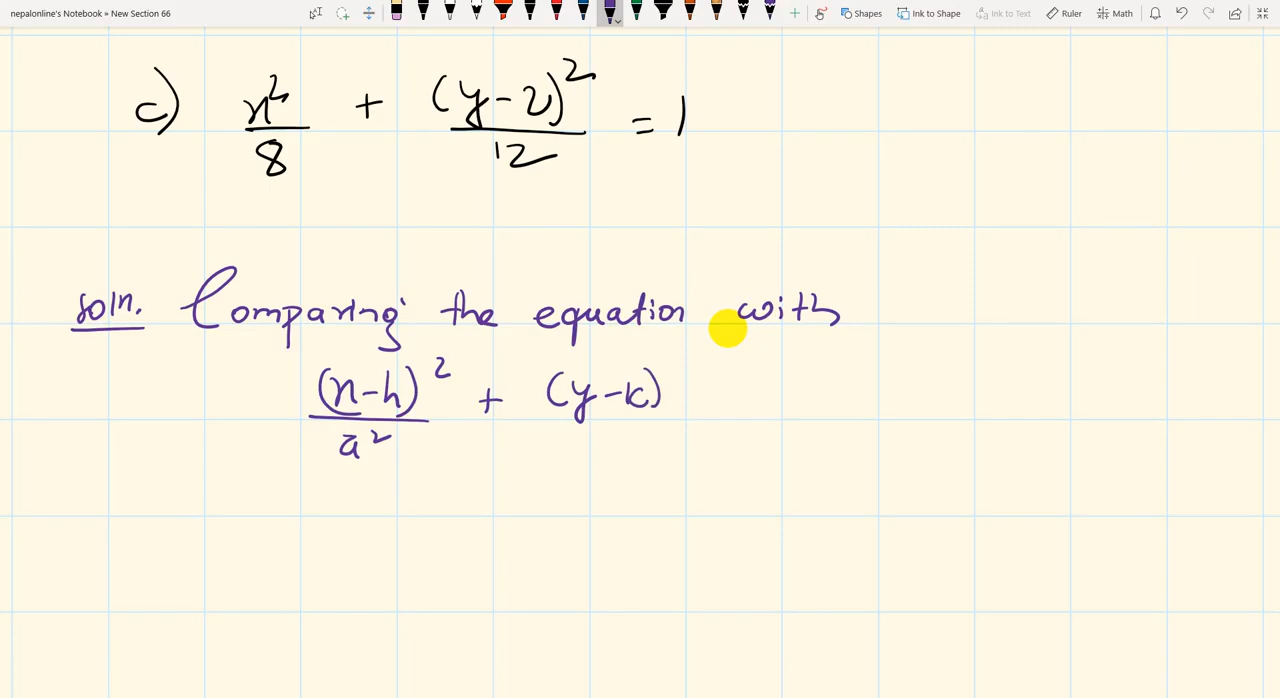 nepalonline's Notebook » New Section 66
Shapes Ink to Shape Ink to Text Ruler Math
c) x²/8 + (y-2)²/12 = 1
soln. Comparing the equation with
(x-h)²/a² + (y-k)